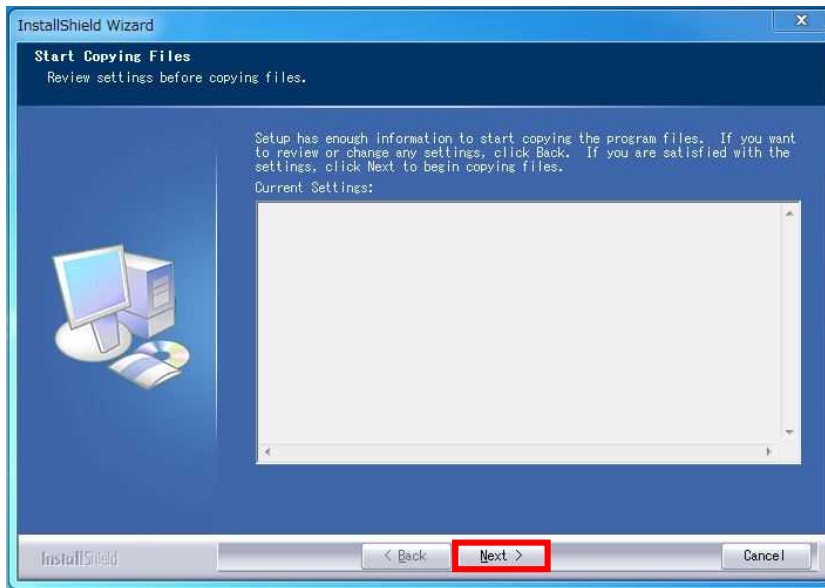 InstallShield Wizard
X
Start Copying Files
Review settings before copying files.
Setup has enough information to start copying the program files. If you want
to review or change any settings, click Back. If you are satisfied with the
settings, click Next to begin copying files.
Current Settings:
InstallShield
< Back
Next >
Cancel